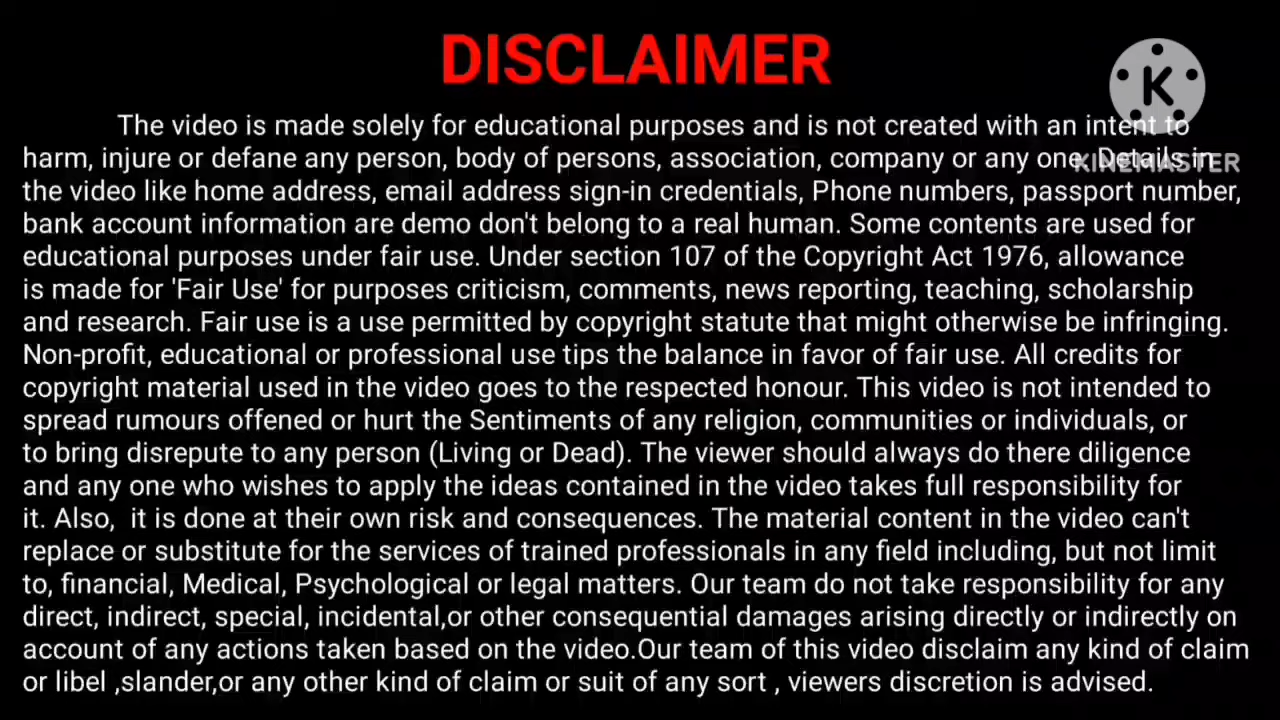 DISCLAIMER
K
KINEMASTER
The video is made solely for educational purposes and is not created with an intent to
harm, injure or defane any person, body of persons, association, company or any one. Details in
the video like home address, email address sign-in credentials, Phone numbers, passport number,
bank account information are demo don't belong to a real human. Some contents are used for
educational purposes under fair use. Under section 107 of the Copyright Act 1976, allowance
is made for 'Fair Use' for purposes criticism, comments, news reporting, teaching, scholarship
and research. Fair use is a use permitted by copyright statute that might otherwise be infringing.
Non-profit, educational or professional use tips the balance in favor of fair use. All credits for
copyright material used in the video goes to the respected honour. This video is not intended to
spread rumours offened or hurt the Sentiments of any religion, communities or individuals, or
to bring disrepute to any person (Living or Dead). The viewer should always do there diligence
and any one who wishes to apply the ideas contained in the video takes full responsibility for
it. Also,  it is done at their own risk and consequences. The material content in the video can't
replace or substitute for the services of trained professionals in any field including, but not limit
to, financial, Medical, Psychological or legal matters. Our team do not take responsibility for any
direct, indirect, special, incidental,or other consequential damages arising directly or indirectly on
account of any actions taken based on the video.Our team of this video disclaim any kind of claim
or libel ,slander,or any other kind of claim or suit of any sort , viewers discretion is advised.